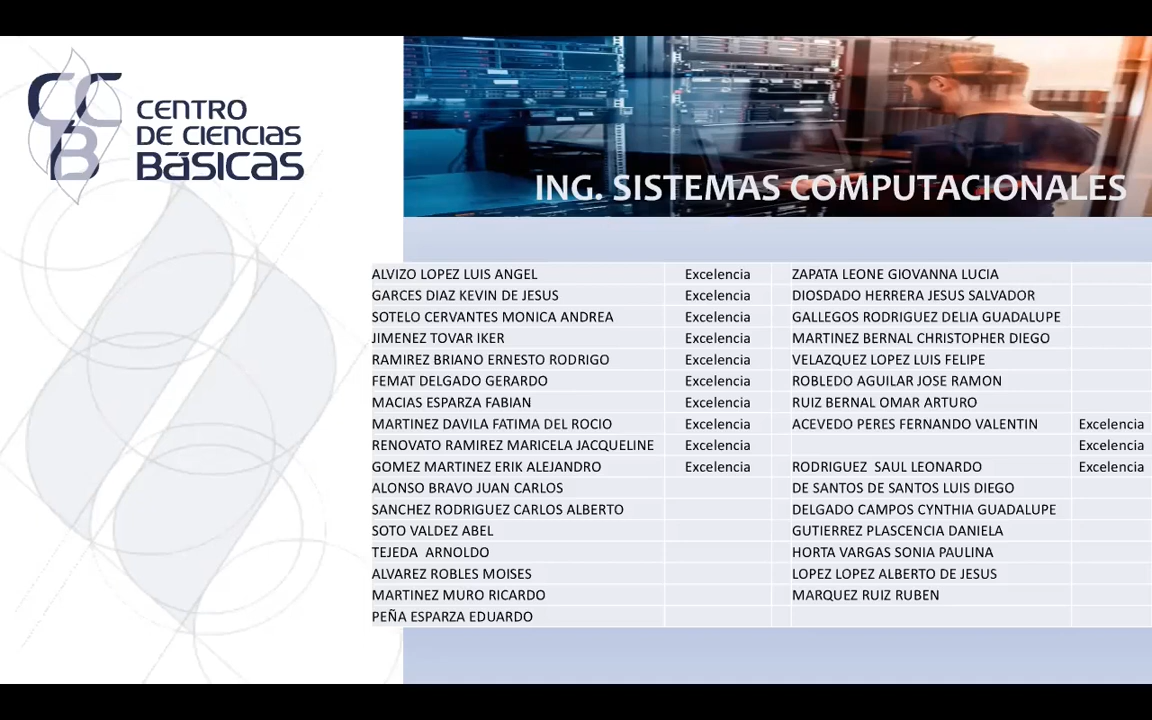 CCB
CENTRO
DE CIENCIAS
BÁSICAS
ING. SISTEMAS COMPUTACIONALES
ALVIZO LOPEZ LUIS ANGEL Excelencia ZAPATA LEONE GIOVANNA LUCIA
GARCES DIAZ KEVIN DE JESUS Excelencia DIOSDADO HERRERA JESUS SALVADOR
SOTELO CERVANTES MONICA ANDREA Excelencia GALLEGOS RODRIGUEZ DELIA GUADALUPE
JIMENEZ TOVAR IKER Excelencia MARTINEZ BERNAL CHRISTOPHER DIEGO
RAMIREZ BRIANO ERNESTO RODRIGO Excelencia VELAZQUEZ LOPEZ LUIS FELIPE
FEMAT DELGADO GERARDO Excelencia ROBLEDO AGUILAR JOSE RAMON
MACIAS ESPARZA FABIAN Excelencia RUIZ BERNAL OMAR ARTURO
MARTINEZ DAVILA FATIMA DEL ROCIO Excelencia ACEVEDO PERES FERNANDO VALENTIN Excelencia
RENOVATO RAMIREZ MARICELA JACQUELINE Excelencia Excelencia
GOMEZ MARTINEZ ERIK ALEJANDRO Excelencia RODRIGUEZ SAUL LEONARDO Excelencia
ALONSO BRAVO JUAN CARLOS DE SANTOS DE SANTOS LUIS DIEGO
SANCHEZ RODRIGUEZ CARLOS ALBERTO DELGADO CAMPOS CYNTHIA GUADALUPE
SOTO VALDEZ ABEL GUTIERREZ PLASCENCIA DANIELA
TEJEDA ARNOLDO HORTA VARGAS SONIA PAULINA
ALVAREZ ROBLES MOISES LOPEZ LOPEZ ALBERTO DE JESUS
MARTINEZ MURO RICARDO MARQUEZ RUIZ RUBEN
PEÑA ESPARZA EDUARDO